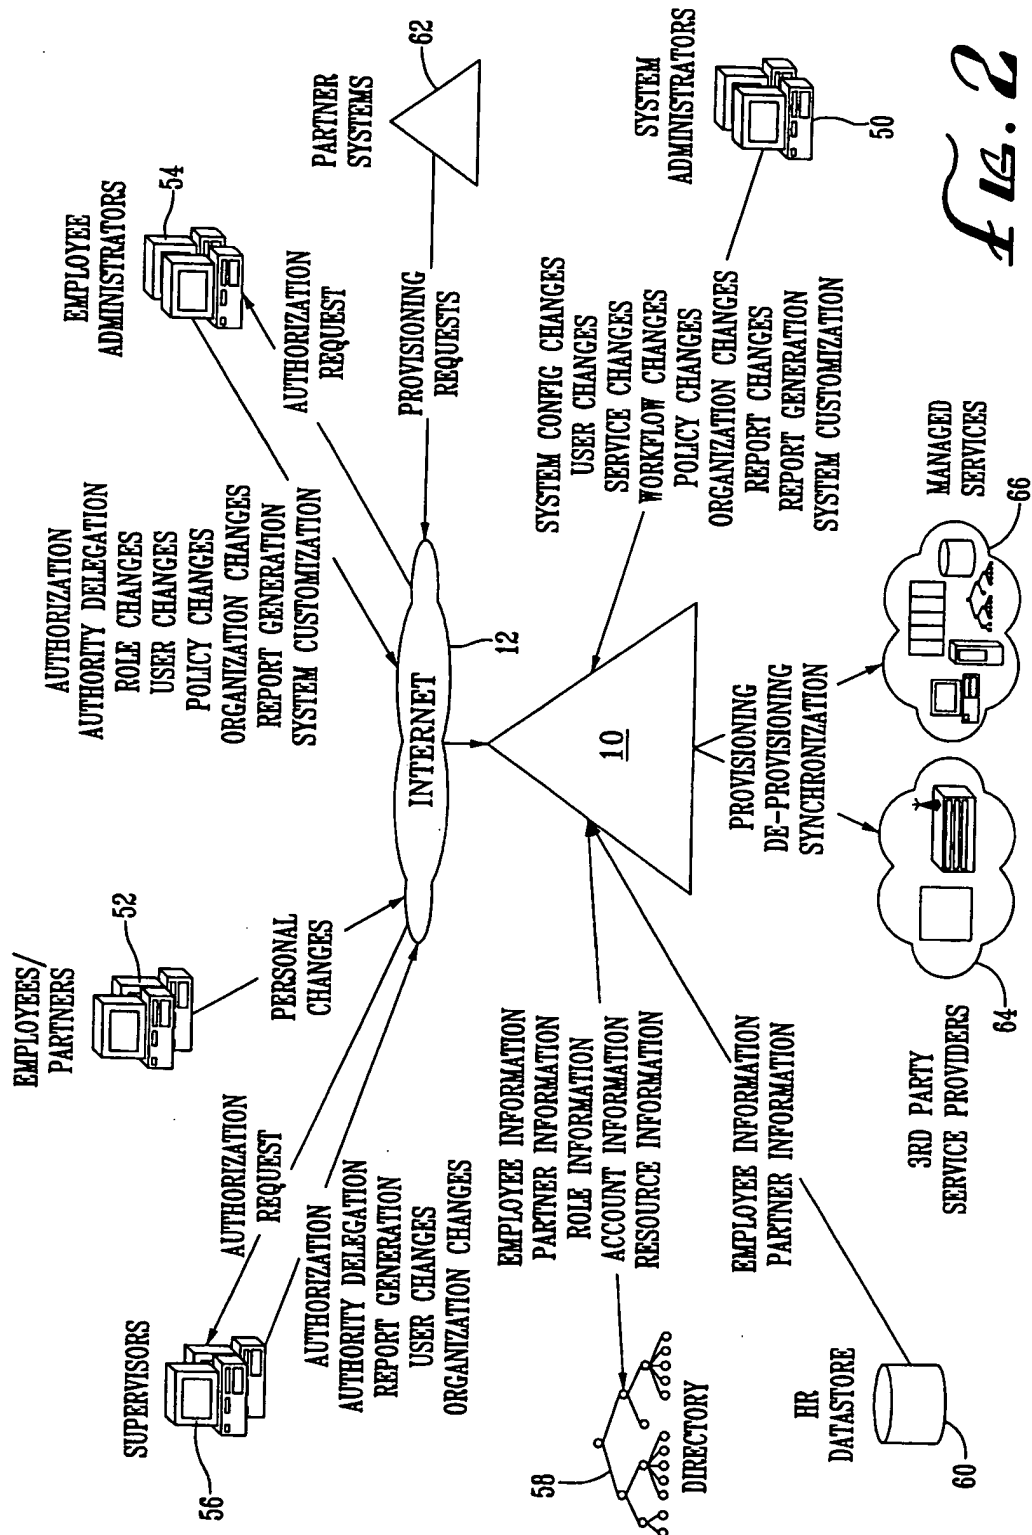 SUPERVISORS
56
AUTHORIZATION
REQUEST
AUTHORIZATION
AUTHORITY DELEGATION
REPORT GENERATION
USER CHANGES
ORGANIZATION CHANGES
EMPLOYEES/
PARTNERS
52
PERSONAL
CHANGES
AUTHORIZATION
AUTHORITY DELEGATION
ROLE CHANGES
USER CHANGES
POLICY CHANGES
ORGANIZATION CHANGES
REPORT GENERATION
SYSTEM CUSTOMIZATION
EMPLOYEE
ADMINISTRATORS
54
AUTHORIZATION
REQUEST
PARTNER
SYSTEMS
62
PROVISIONING
REQUESTS
INTERNET
12
10
EMPLOYEE INFORMATION
PARTNER INFORMATION
ROLE INFORMATION
ACCOUNT INFORMATION
RESOURCE INFORMATION
58
DIRECTORY
EMPLOYEE INFORMATION
PARTNER INFORMATION
HR
DATASTORE
60
SYSTEM CONFIG CHANGES
USER CHANGES
SERVICE CHANGES
WORKFLOW CHANGES
POLICY CHANGES
ORGANIZATION CHANGES
REPORT CHANGES
REPORT GENERATION
SYSTEM CUSTOMIZATION
SYSTEM
ADMINISTRATORS
50
PROVISIONING
DE-PROVISIONING
SYNCHRONIZATION
3RD PARTY
SERVICE PROVIDERS
64
MANAGED
SERVICES
66
FIG. 2